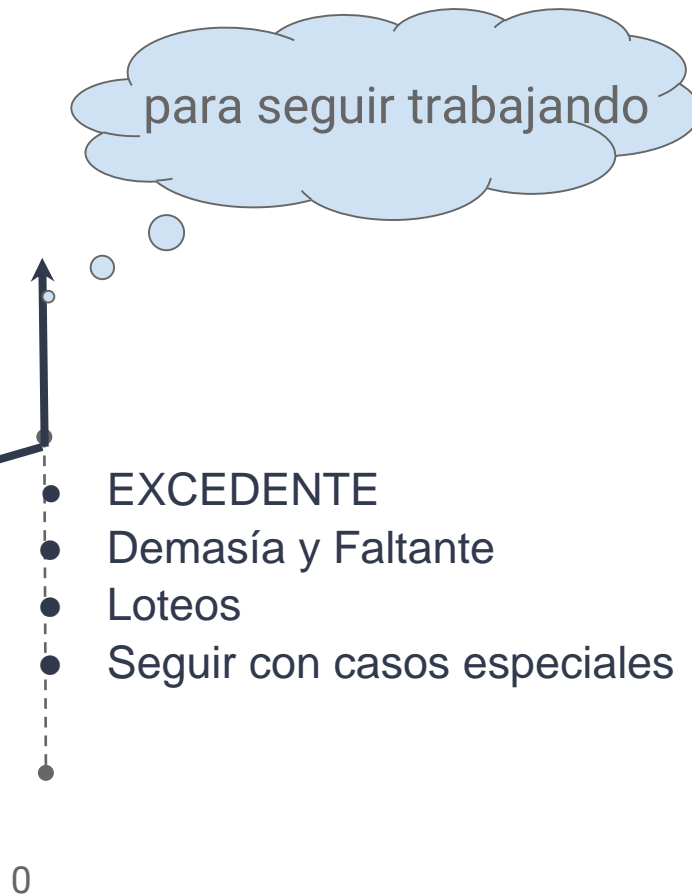 para seguir trabajando
● EXCEDENTE
● Demasía y Faltante
● Loteos
● Seguir con casos especiales
0